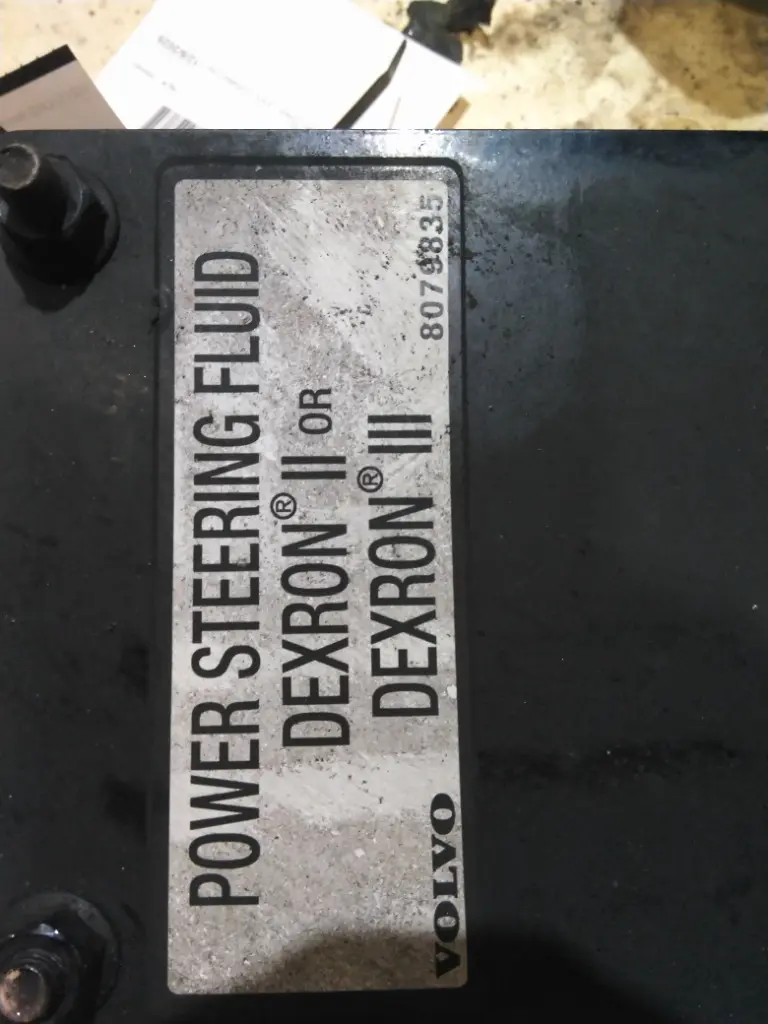 POWER STEERING FLUID
DEXRON® II OR
DEXRON® III
VOLVO
8079835